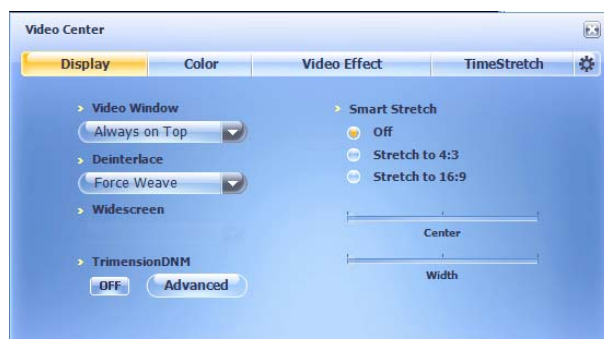 Video Center
Display Color Video Effect TimeStretch
Video Window
Always on Top
Deinterlace
Force Weave
Widescreen
TrimensionDNM
OFF Advanced
Smart Stretch
Off
Stretch to 4:3
Stretch to 16:9
Center
Width